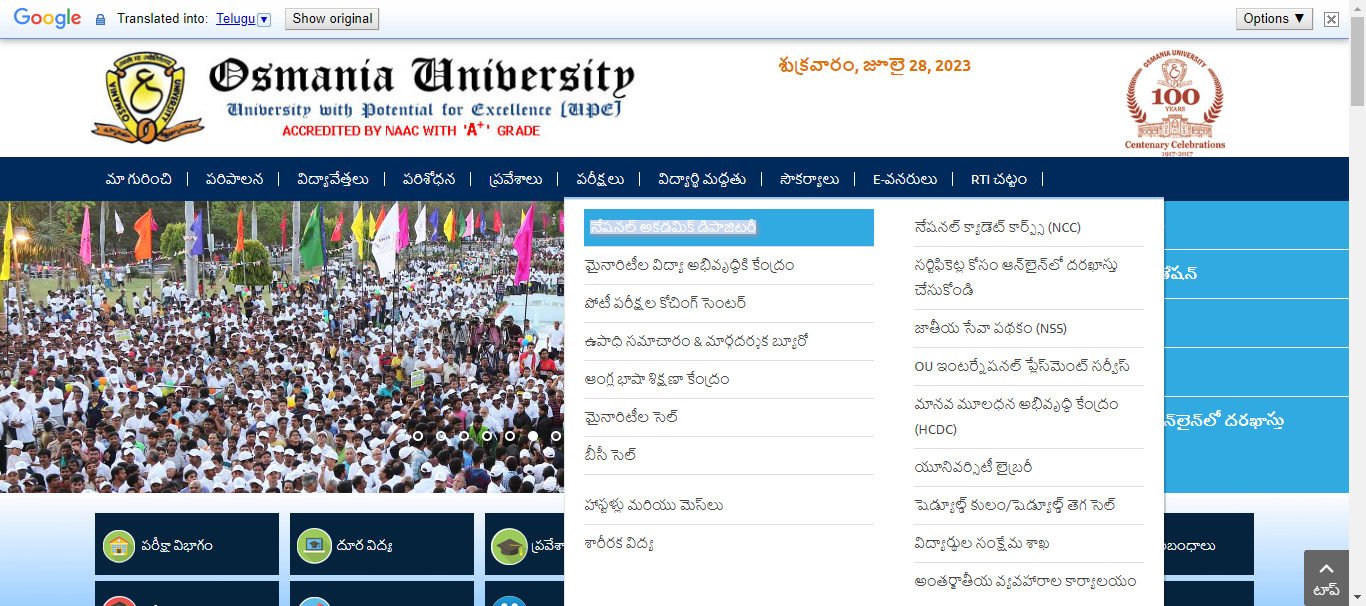 Google Translated into: Telugu Show original Options ▼
Osmania University
University with Potential for Excellence (UPE)
ACCREDITED BY NAAC WITH 'A+' GRADE
శుక్రవారం, జూలై 28, 2023
OSMANIA UNIVERSITY
100
YEARS
Centenary Celebrations
1917-2017
మా గురించి
పరిపాలన
విద్యావేత్తలు
పరిశోధన
ప్రవేశాలు
పరీక్షలు
విద్యార్థి మద్దతు
సౌకర్యాలు
E-వనరులు
RTI చట్టం
నేషనల్ అకడమిక్ డిపాజిటరీ
మైనారిటీల విద్యా అభివృద్ధికి కేంద్రం
పోటీ పరీక్షల కోచింగ్ సెంటర్
ఉపాధి సమాచారం & మార్గదర్శక బ్యూరో
ఆంగ్ల భాషా శిక్షణా కేంద్రం
మైనారిటీల సెల్
బీసీ సెల్
హాస్టళ్లు మరియు మెస్‌లు
శారీరక విద్య
నేషనల్ క్యాడెట్ కార్ప్స్ (NCC)
సర్టిఫికెట్ల కోసం ఆన్‌లైన్‌లో దరఖాస్తు
చేసుకోండి
జాతీయ సేవా పథకం (NSS)
OU ఇంటర్నేషనల్ ప్లేస్‌మెంట్ సర్వీస్
మానవ మూలధన అభివృద్ధి కేంద్రం
(HCDC)
యూనివర్సిటీ లైబ్రరీ
షెడ్యూల్డ్ కులం/షెడ్యూల్డ్ తెగ సెల్
విద్యార్థుల సంక్షేమ శాఖ
అంతర్జాతీయ వ్యవహారాల కార్యాలయం
న్‌లైన్‌లో దరఖాస్తు
పరీక్షా విభాగం
దూర విద్య
టాప్